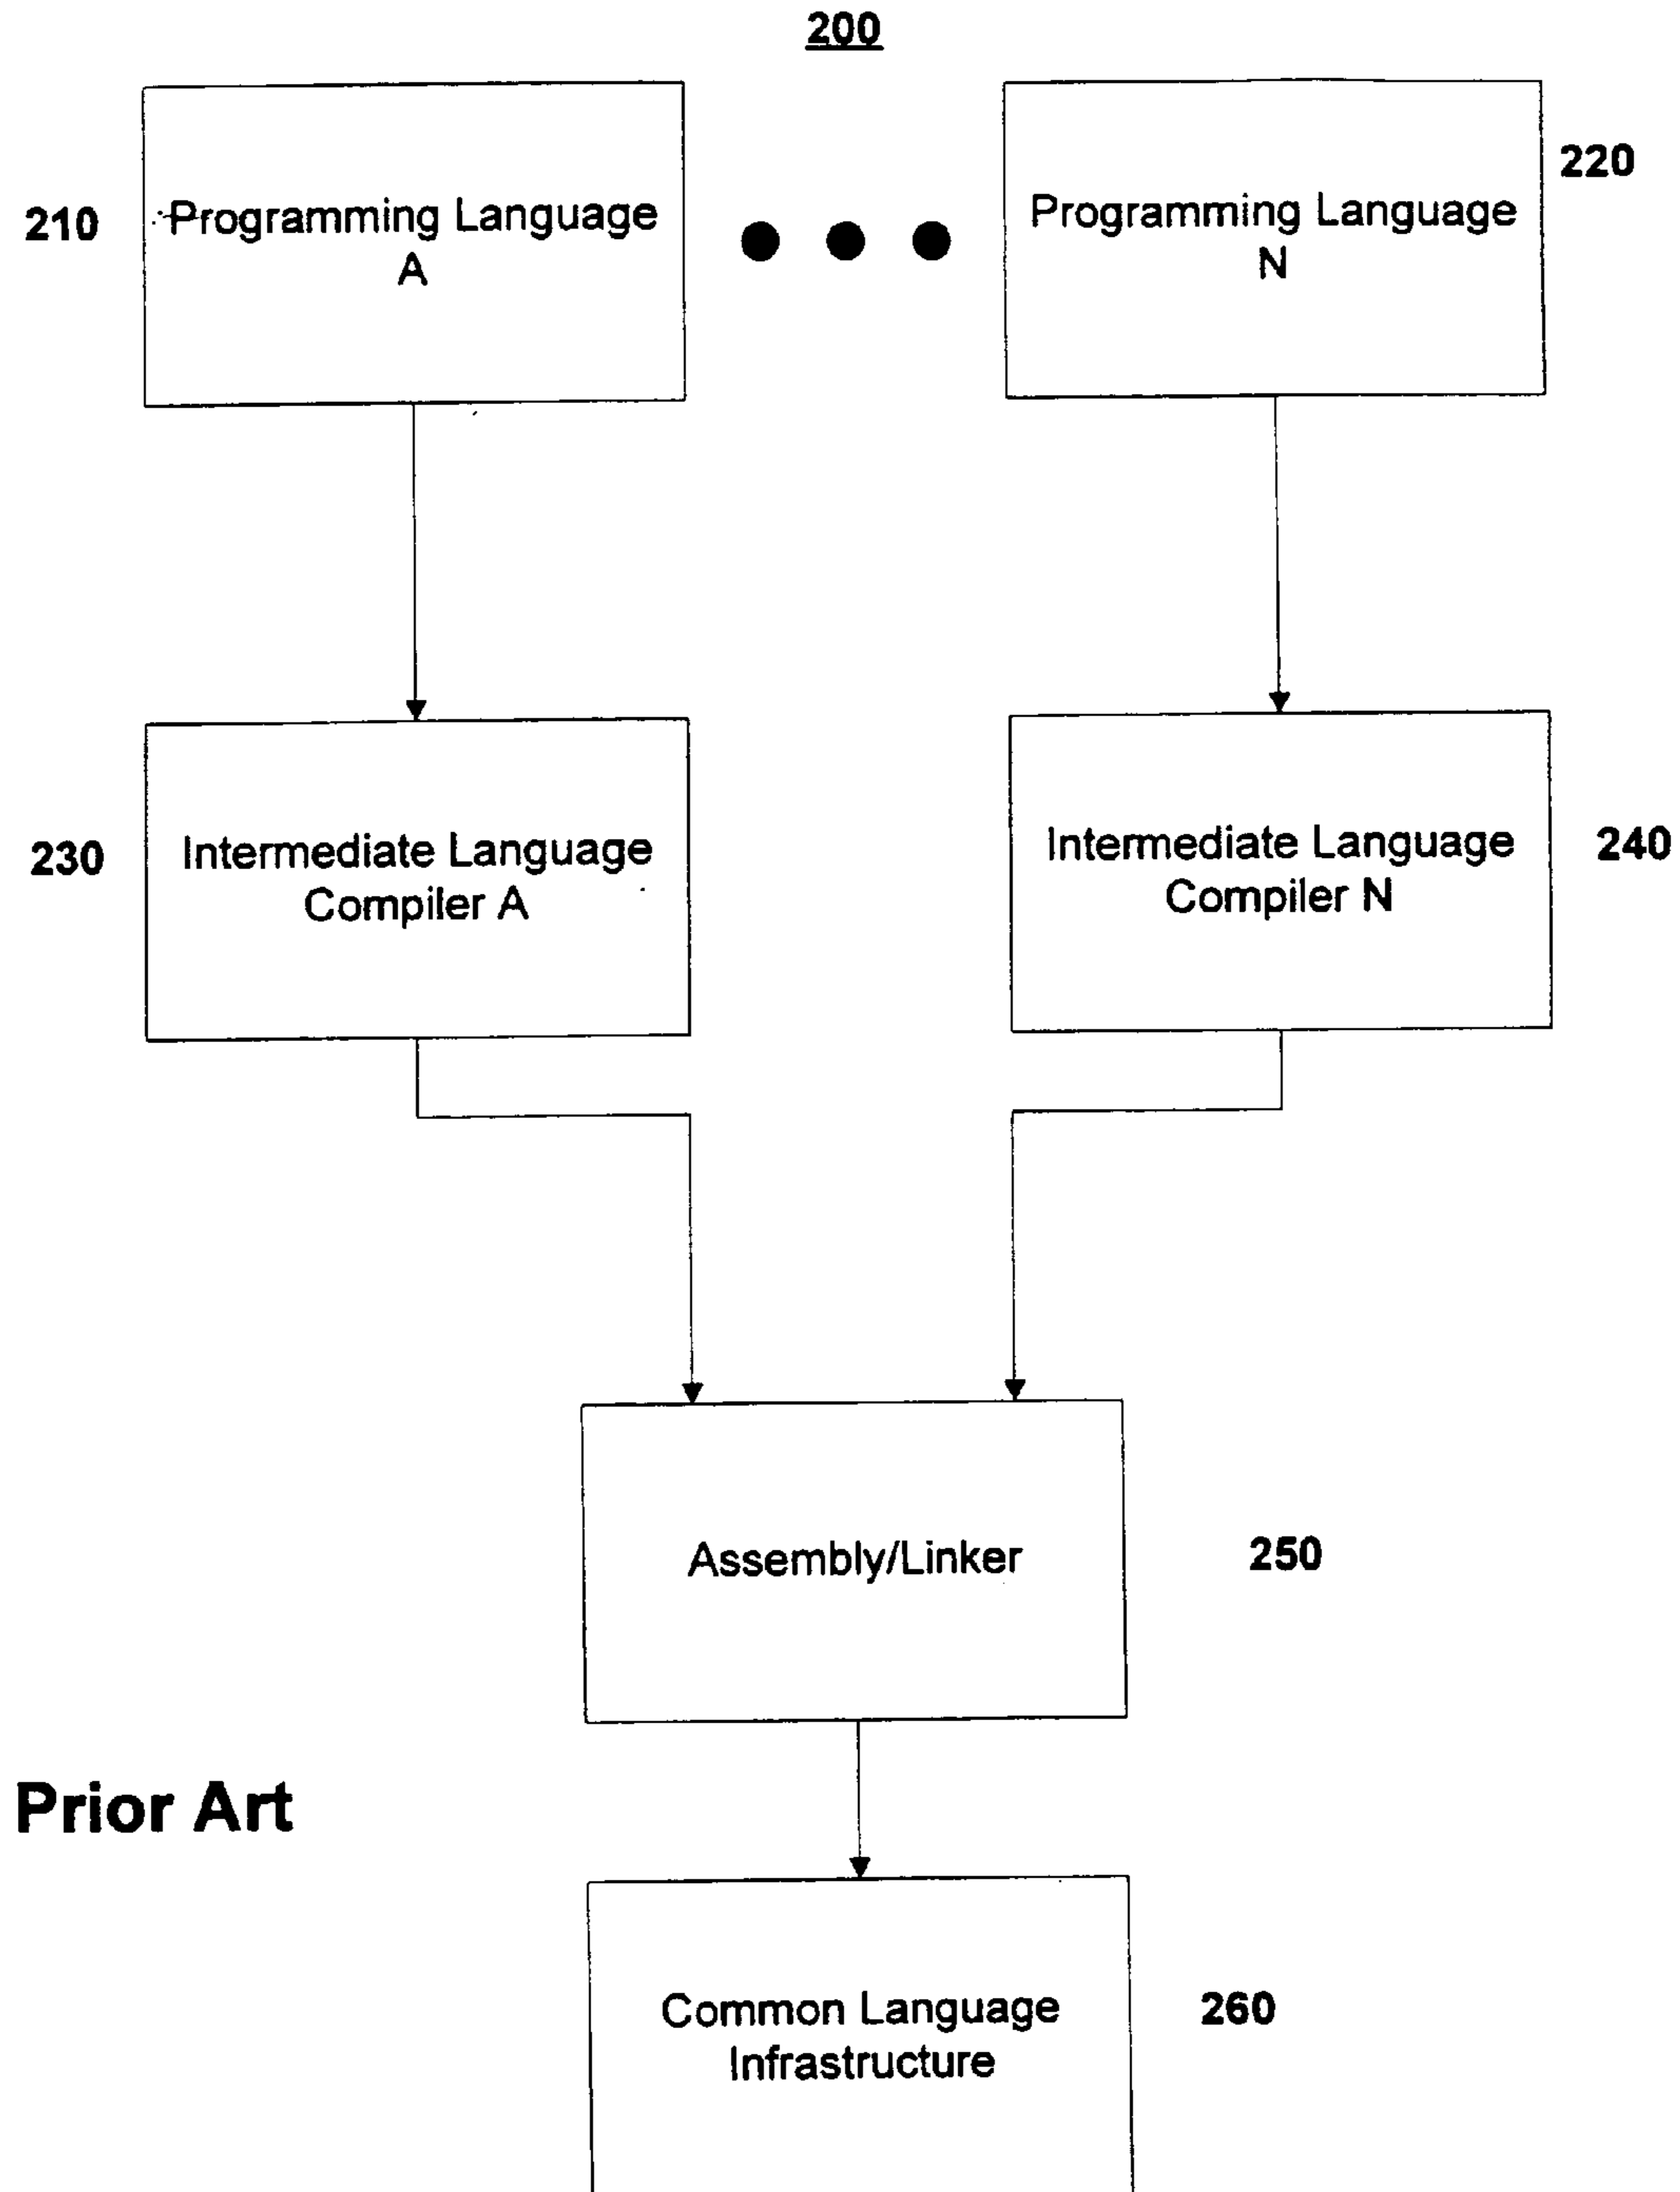 200
210
Programming Language
A
Programming Language
N
220
230
Intermediate Language
Compiler A
Intermediate Language
Compiler N
240
Assembly/Linker
250
Prior Art
Common Language
Infrastructure
260